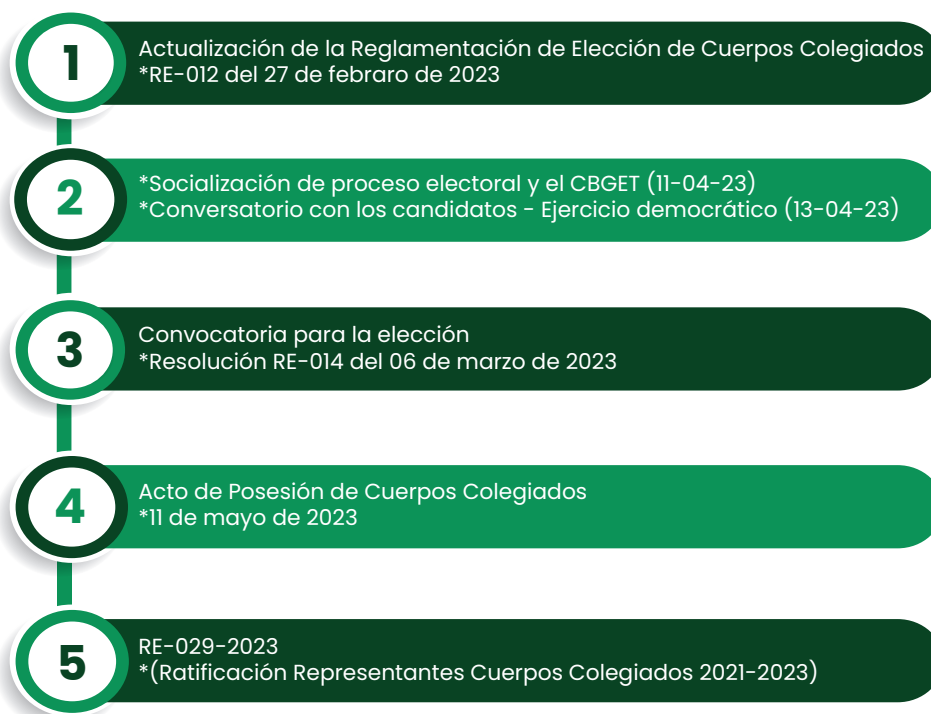 1
Actualización de la Reglamentación de Elección de Cuerpos Colegiados
*RE-012 del 27 de febraro de 2023
2
*Socialización de proceso electoral y el CBGET (11-04-23)
*Conversatorio con los candidatos - Ejercicio democrático (13-04-23)
3
Convocatoria para la elección
*Resolución RE-014 del 06 de marzo de 2023
4
Acto de Posesión de Cuerpos Colegiados
*11 de mayo de 2023
5
RE-029-2023
*(Ratificación Representantes Cuerpos Colegiados 2021-2023)